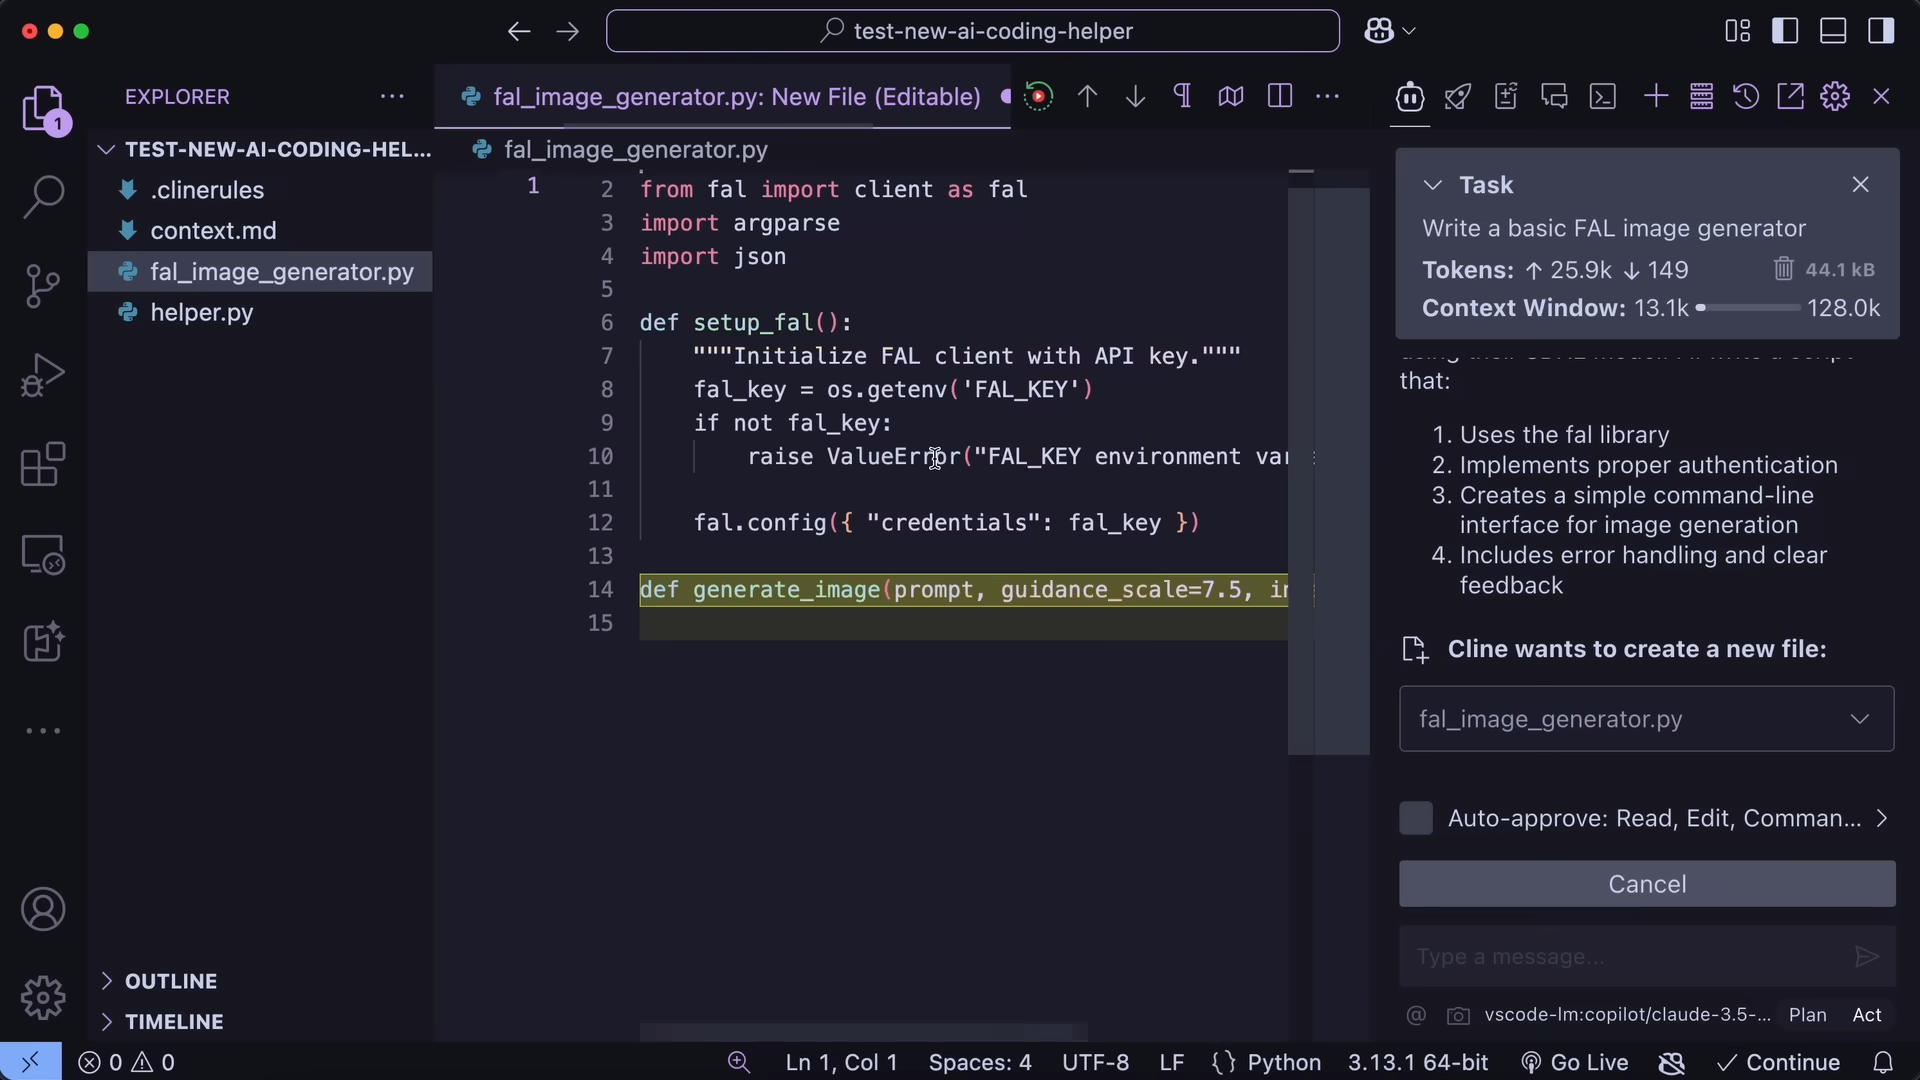 test-new-ai-coding-helper
1
EXPLORER
TEST-NEW-AI-CODING-HEL...
.clinerules
context.md
fal_image_generator.py
helper.py
OUTLINE
TIMELINE
fal_image_generator.py: New File (Editable)
fal_image_generator.py
1
2 from fal import client as fal
3 import argparse
4 import json
5
6 def setup_fal():
7 """Initialize FAL client with API key."""
8 fal_key = os.getenv('FAL_KEY')
9 if not fal_key:
10 raise ValueError("FAL_KEY environment var
11
12 fal.config({ "credentials": fal_key })
13
14 def generate_image(prompt, guidance_scale=7.5, in
15
Task
Write a basic FAL image generator
Tokens: ↑ 25.9k ↓ 149 44.1 kB
Context Window: 13.1k 128.0k
that:
1. Uses the fal library
2. Implements proper authentication
3. Creates a simple command-line
interface for image generation
4. Includes error handling and clear
feedback
Cline wants to create a new file:
fal_image_generator.py
Auto-approve: Read, Edit, Comman...
Cancel
Type a message...
@ vscode-lm:copilot/claude-3.5-... Plan Act
0 0 Ln 1, Col 1 Spaces: 4 UTF-8 LF {} Python 3.13.1 64-bit Go Live Continue